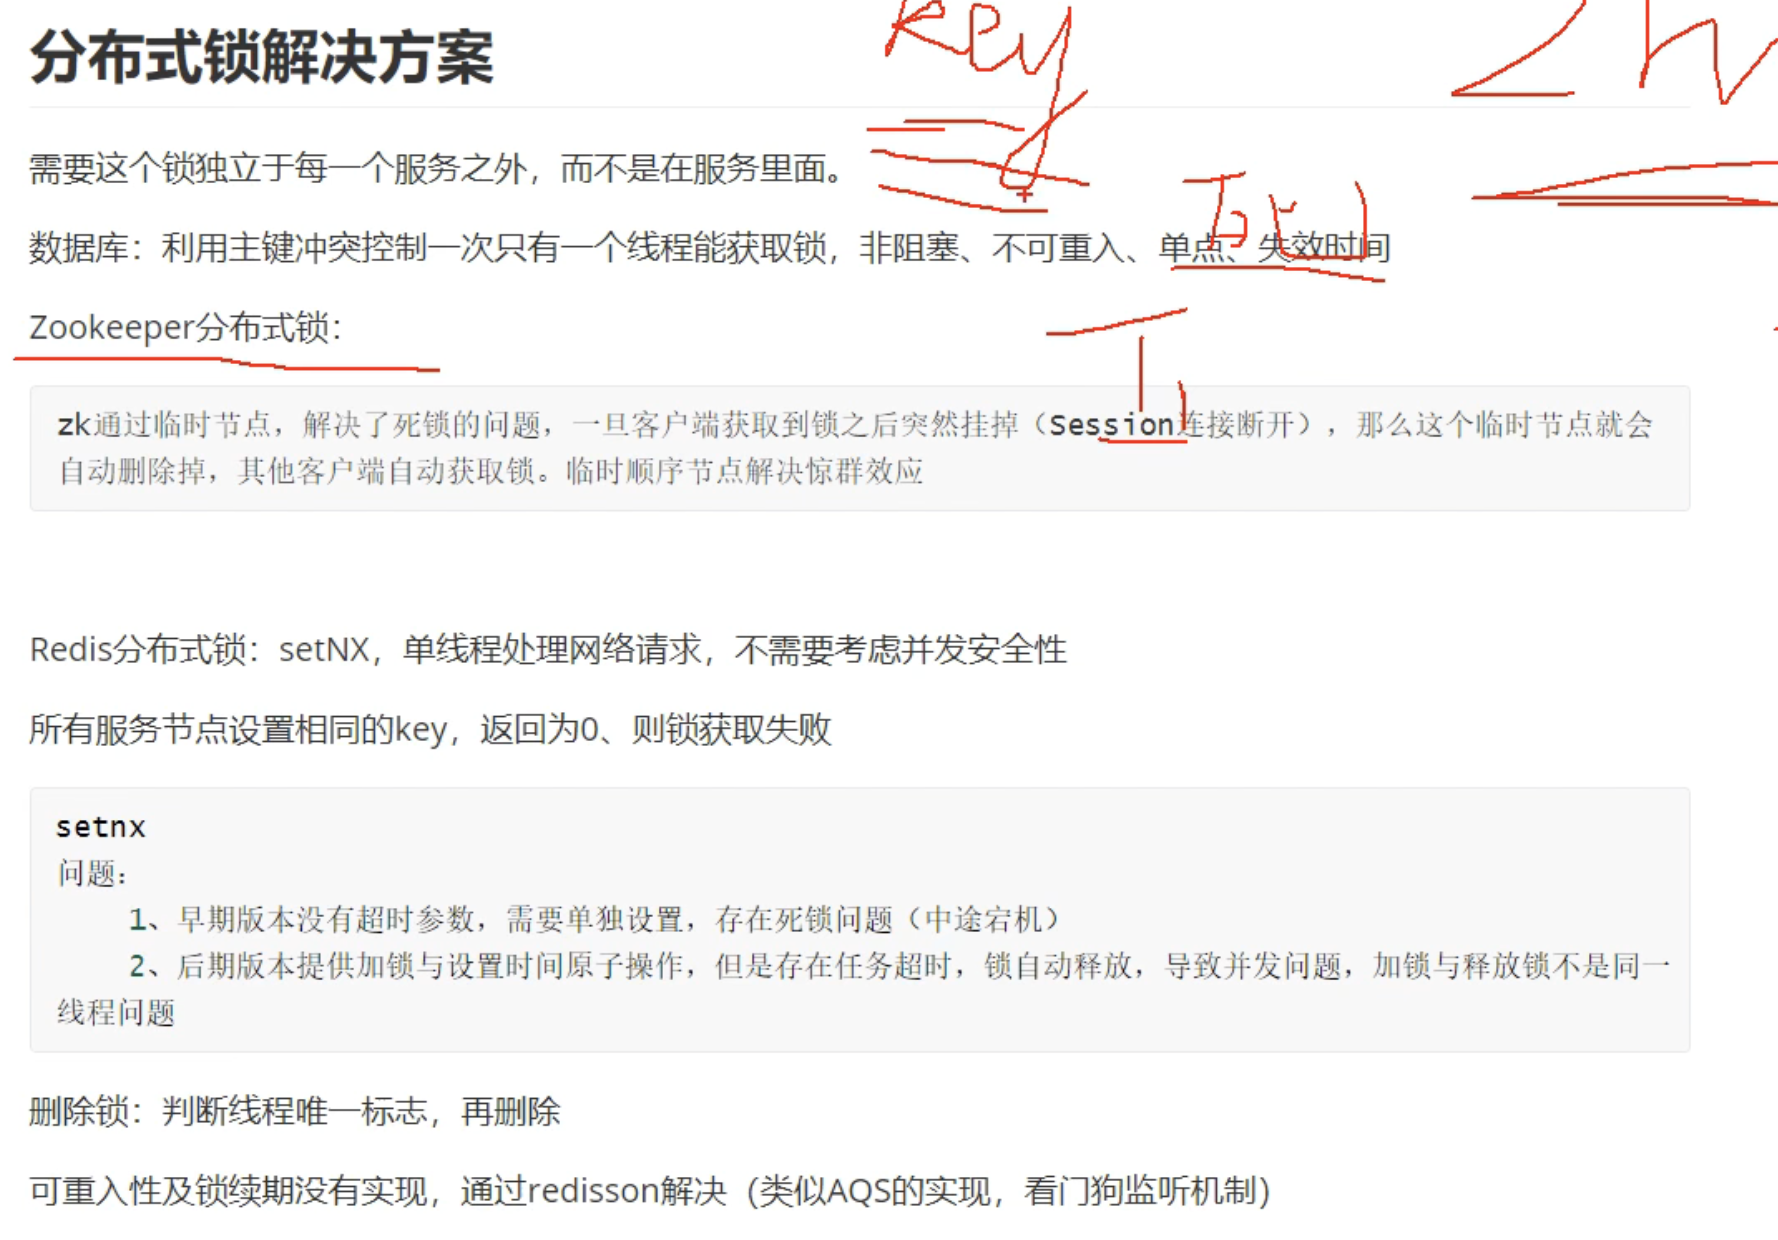 key
分布式锁解决方案
需要这个锁独立于每一个服务之外，而不是在服务里面。
数据库：利用主键冲突控制一次只有一个线程能获取锁，非阻塞、不可重入、单点、失效时间
Zookeeper分布式锁：
zk通过临时节点，解决了死锁的问题，一旦客户端获取到锁之后突然挂掉（Session连接断开），那么这个临时节点就会
自动删除掉，其他客户端自动获取锁。临时顺序节点解决惊群效应
Redis分布式锁：setNX，单线程处理网络请求，不需要考虑并发安全性
所有服务节点设置相同的key，返回为0、则锁获取失败
setnx
问题：
1、早期版本没有超时参数，需要单独设置，存在死锁问题（中途宕机）
2、后期版本提供加锁与设置时间原子操作，但是存在任务超时，锁自动释放，导致并发问题，加锁与释放锁不是同一
线程问题
删除锁：判断线程唯一标志，再删除
可重入性及锁续期没有实现，通过redisson解决（类似AQS的实现，看门狗监听机制）